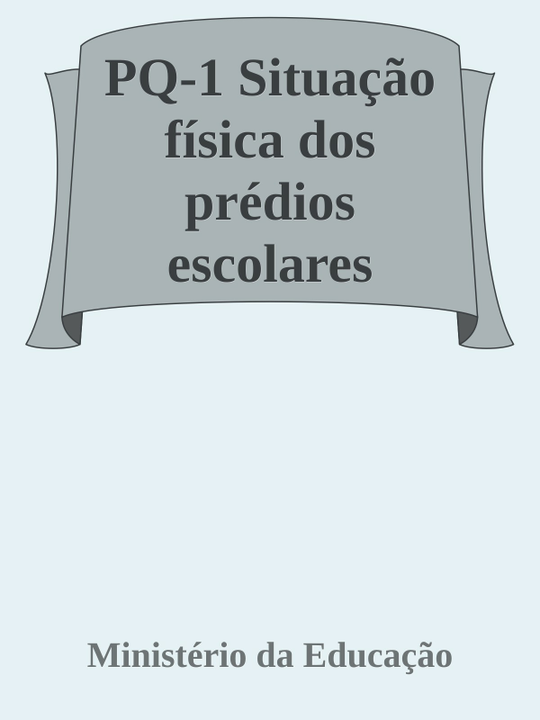 PQ-1 Situação
física dos
prédios
escolares
Ministério da Educação